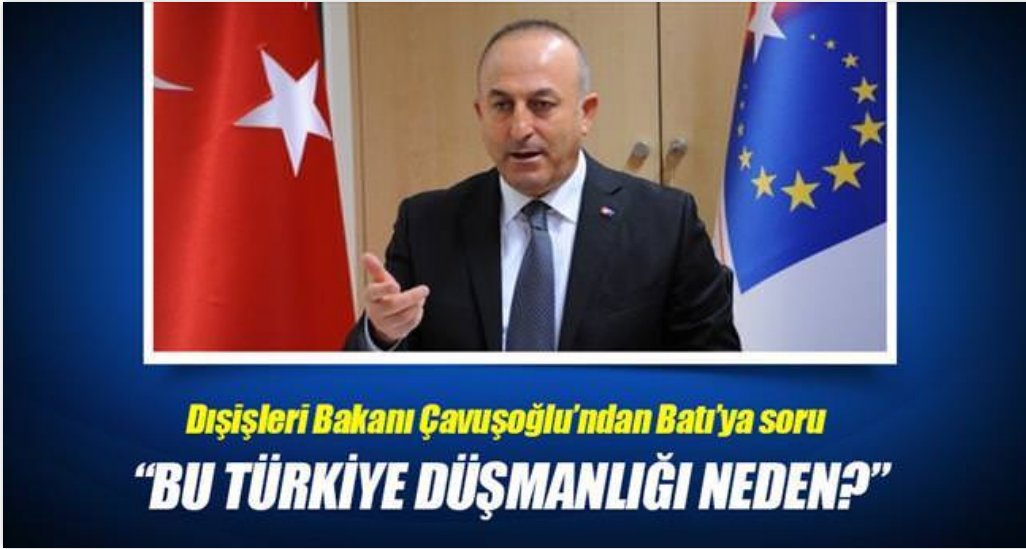 Dışişleri Bakanı Çavuşoğlu'ndan Batı'ya soru
“BU TÜRKİYE DÜŞMANLIĞI NEDEN?”